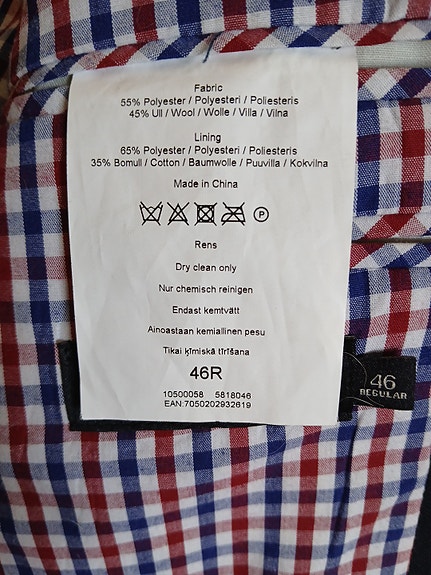 Fabric
55% Polyester / Polyesteri / Poliesteris
45% Ull / Wool / Wolle / Villa / Vilna
Lining
65% Polyester / Polyesteri / Poliesteris
35% Bomull / Cotton / Baumwolle / Puuvilla / Kokvilna
Made in China
P
Rens
Dry clean only
Nur chemisch reinigen
Endast kemtvätt
Ainoastaan kemiallinen pesu
Tikai ķīmiskā tīrīšana
46R
10500058 5818046
EAN:7050202932619
46
REGULAR